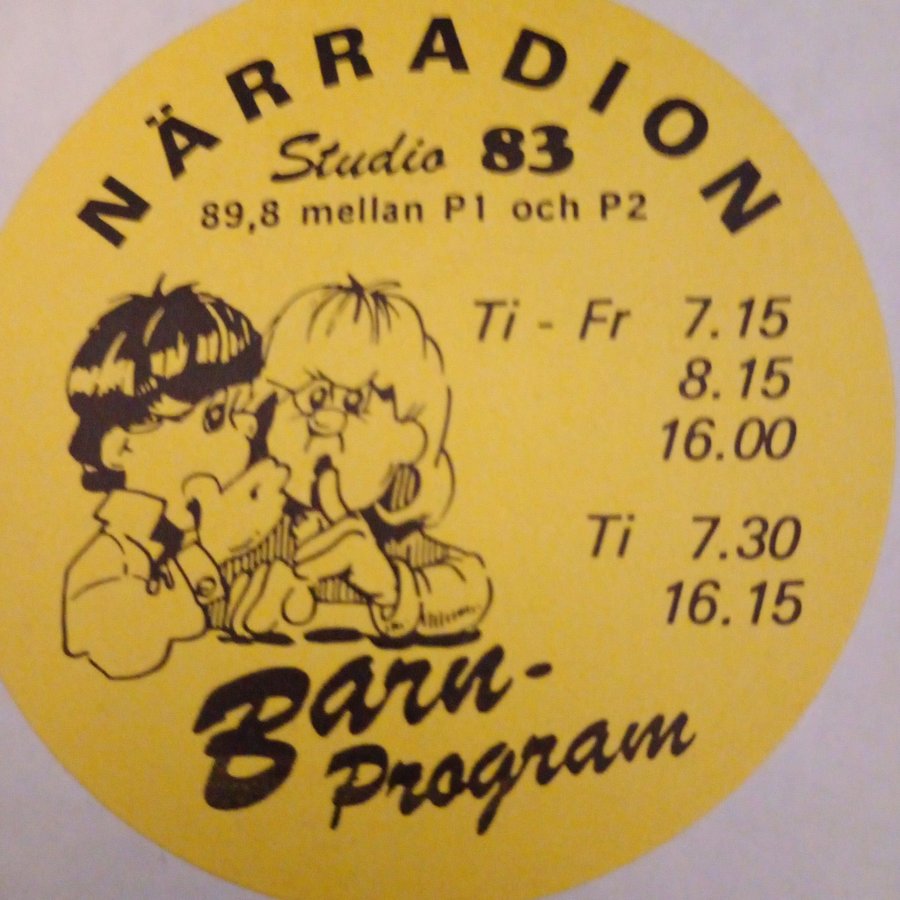 NÄRRADION
Studio 83
89,8 mellan P1 och P2
Ti - Fr 7.15
8.15
16.00
Ti 7.30
16.15
Barn-
Program